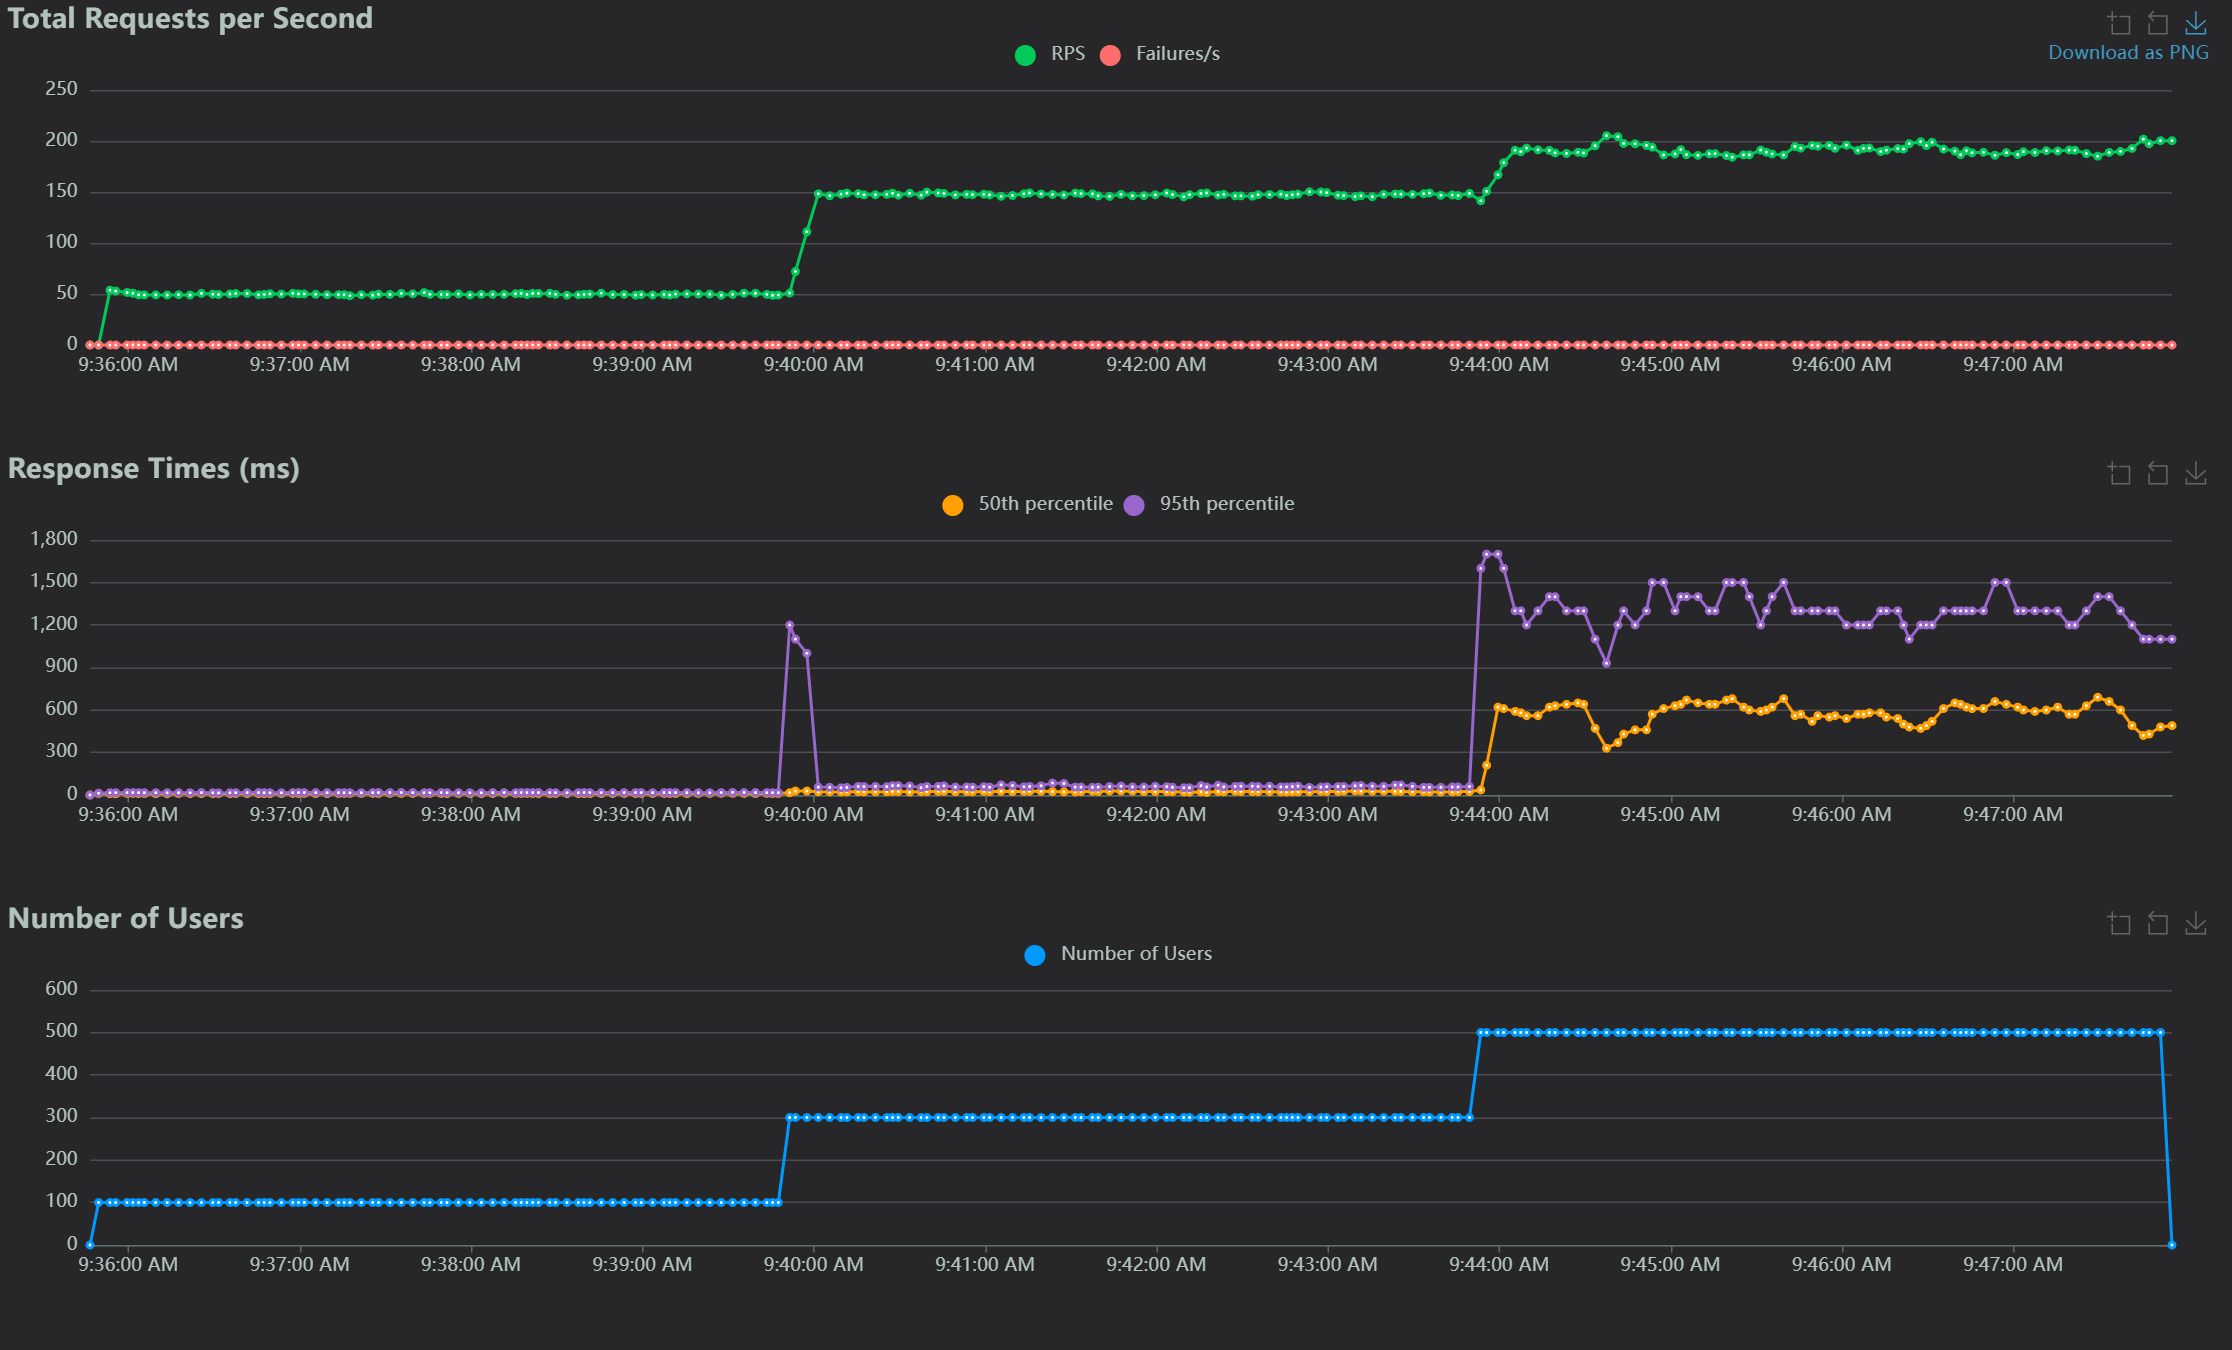 Total Requests per Second
RPS Failures/s
Download as PNG
250
200
150
100
50
0
9:36:00 AM 9:37:00 AM 9:38:00 AM 9:39:00 AM 9:40:00 AM 9:41:00 AM 9:42:00 AM 9:43:00 AM 9:44:00 AM 9:45:00 AM 9:46:00 AM 9:47:00 AM
Response Times (ms)
50th percentile 95th percentile
1,800
1,500
1,200
900
600
300
0
9:36:00 AM 9:37:00 AM 9:38:00 AM 9:39:00 AM 9:40:00 AM 9:41:00 AM 9:42:00 AM 9:43:00 AM 9:44:00 AM 9:45:00 AM 9:46:00 AM 9:47:00 AM
Number of Users
Number of Users
600
500
400
300
200
100
0
9:36:00 AM 9:37:00 AM 9:38:00 AM 9:39:00 AM 9:40:00 AM 9:41:00 AM 9:42:00 AM 9:43:00 AM 9:44:00 AM 9:45:00 AM 9:46:00 AM 9:47:00 AM